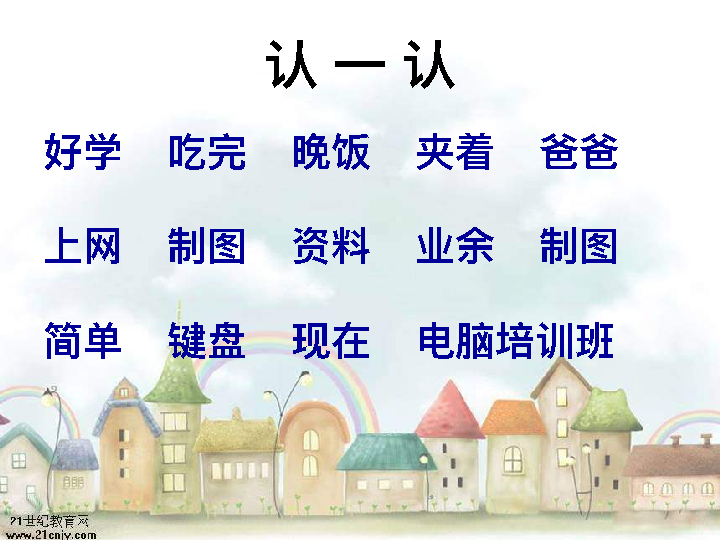 认一认
好学 吃完 晚饭 夹着 爸爸
上网 制图 资料 业余 制图
简单 键盘 现在 电脑培训班
21世纪教育网
www.21cnjy.com